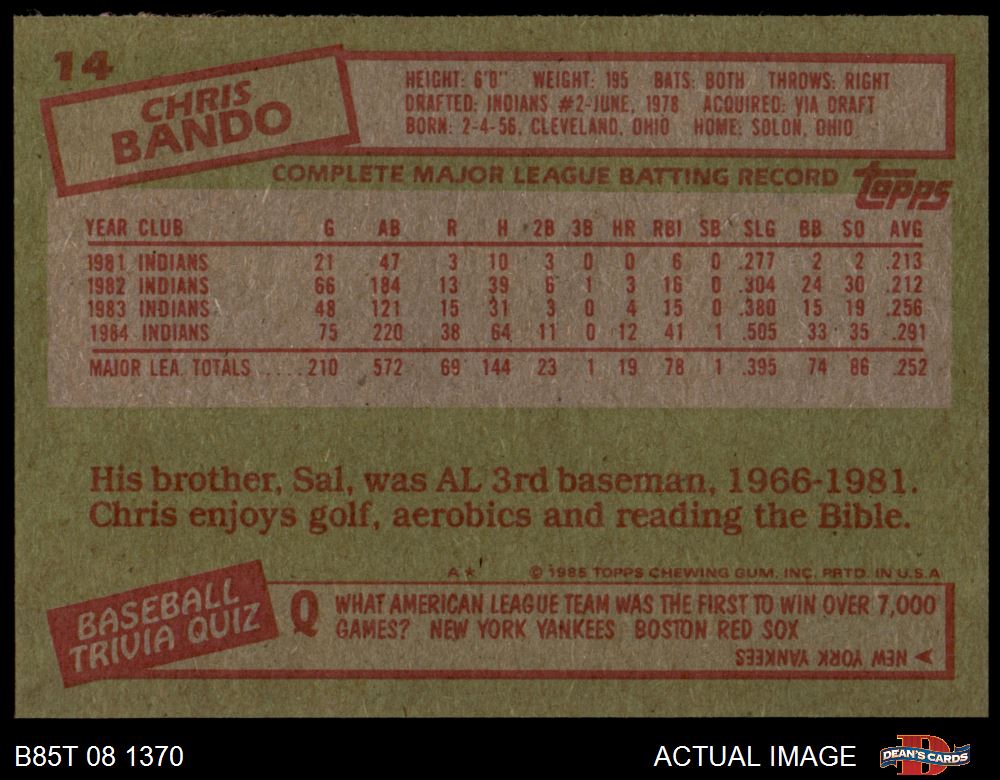 14
CHRIS
BANDO
HEIGHT: 6'0" WEIGHT: 195 BATS: BOTH THROWS: RIGHT
DRAFTED: INDIANS #2-JUNE, 1978 ACQUIRED: VIA DRAFT
BORN: 2-4-56, CLEVELAND, OHIO HOME: SOLON, OHIO
COMPLETE MAJOR LEAGUE BATTING RECORD topps
YEAR CLUB G AB R H 2B 3B HR RBI SB SLG BB SO AVG
1981 INDIANS 21 47 3 10 3 0 0 6 0 .277 2 2 .213
1982 INDIANS 66 184 13 39 6 1 3 16 0 .304 24 30 .212
1983 INDIANS 48 121 15 31 3 0 4 15 0 .380 15 19 .256
1984 INDIANS 75 220 38 64 11 0 12 41 1 .505 33 35 .291
MAJOR LEA. TOTALS .....210 572 69 144 23 1 19 78 1 .395 74 86 .252
His brother, Sal, was AL 3rd baseman, 1966-1981.
Chris enjoys golf, aerobics and reading the Bible.
A* © 1985 TOPPS CHEWING GUM, INC. PRTD. IN U.S.A.
BASEBALL
TRIVIA QUIZ
Q WHAT AMERICAN LEAGUE TEAM WAS THE FIRST TO WIN OVER 7,000
GAMES? NEW YORK YANKEES BOSTON RED SOX
NEW YORK YANKEES
B85T 08 1370
ACTUAL IMAGE
DEAN'S CARDS